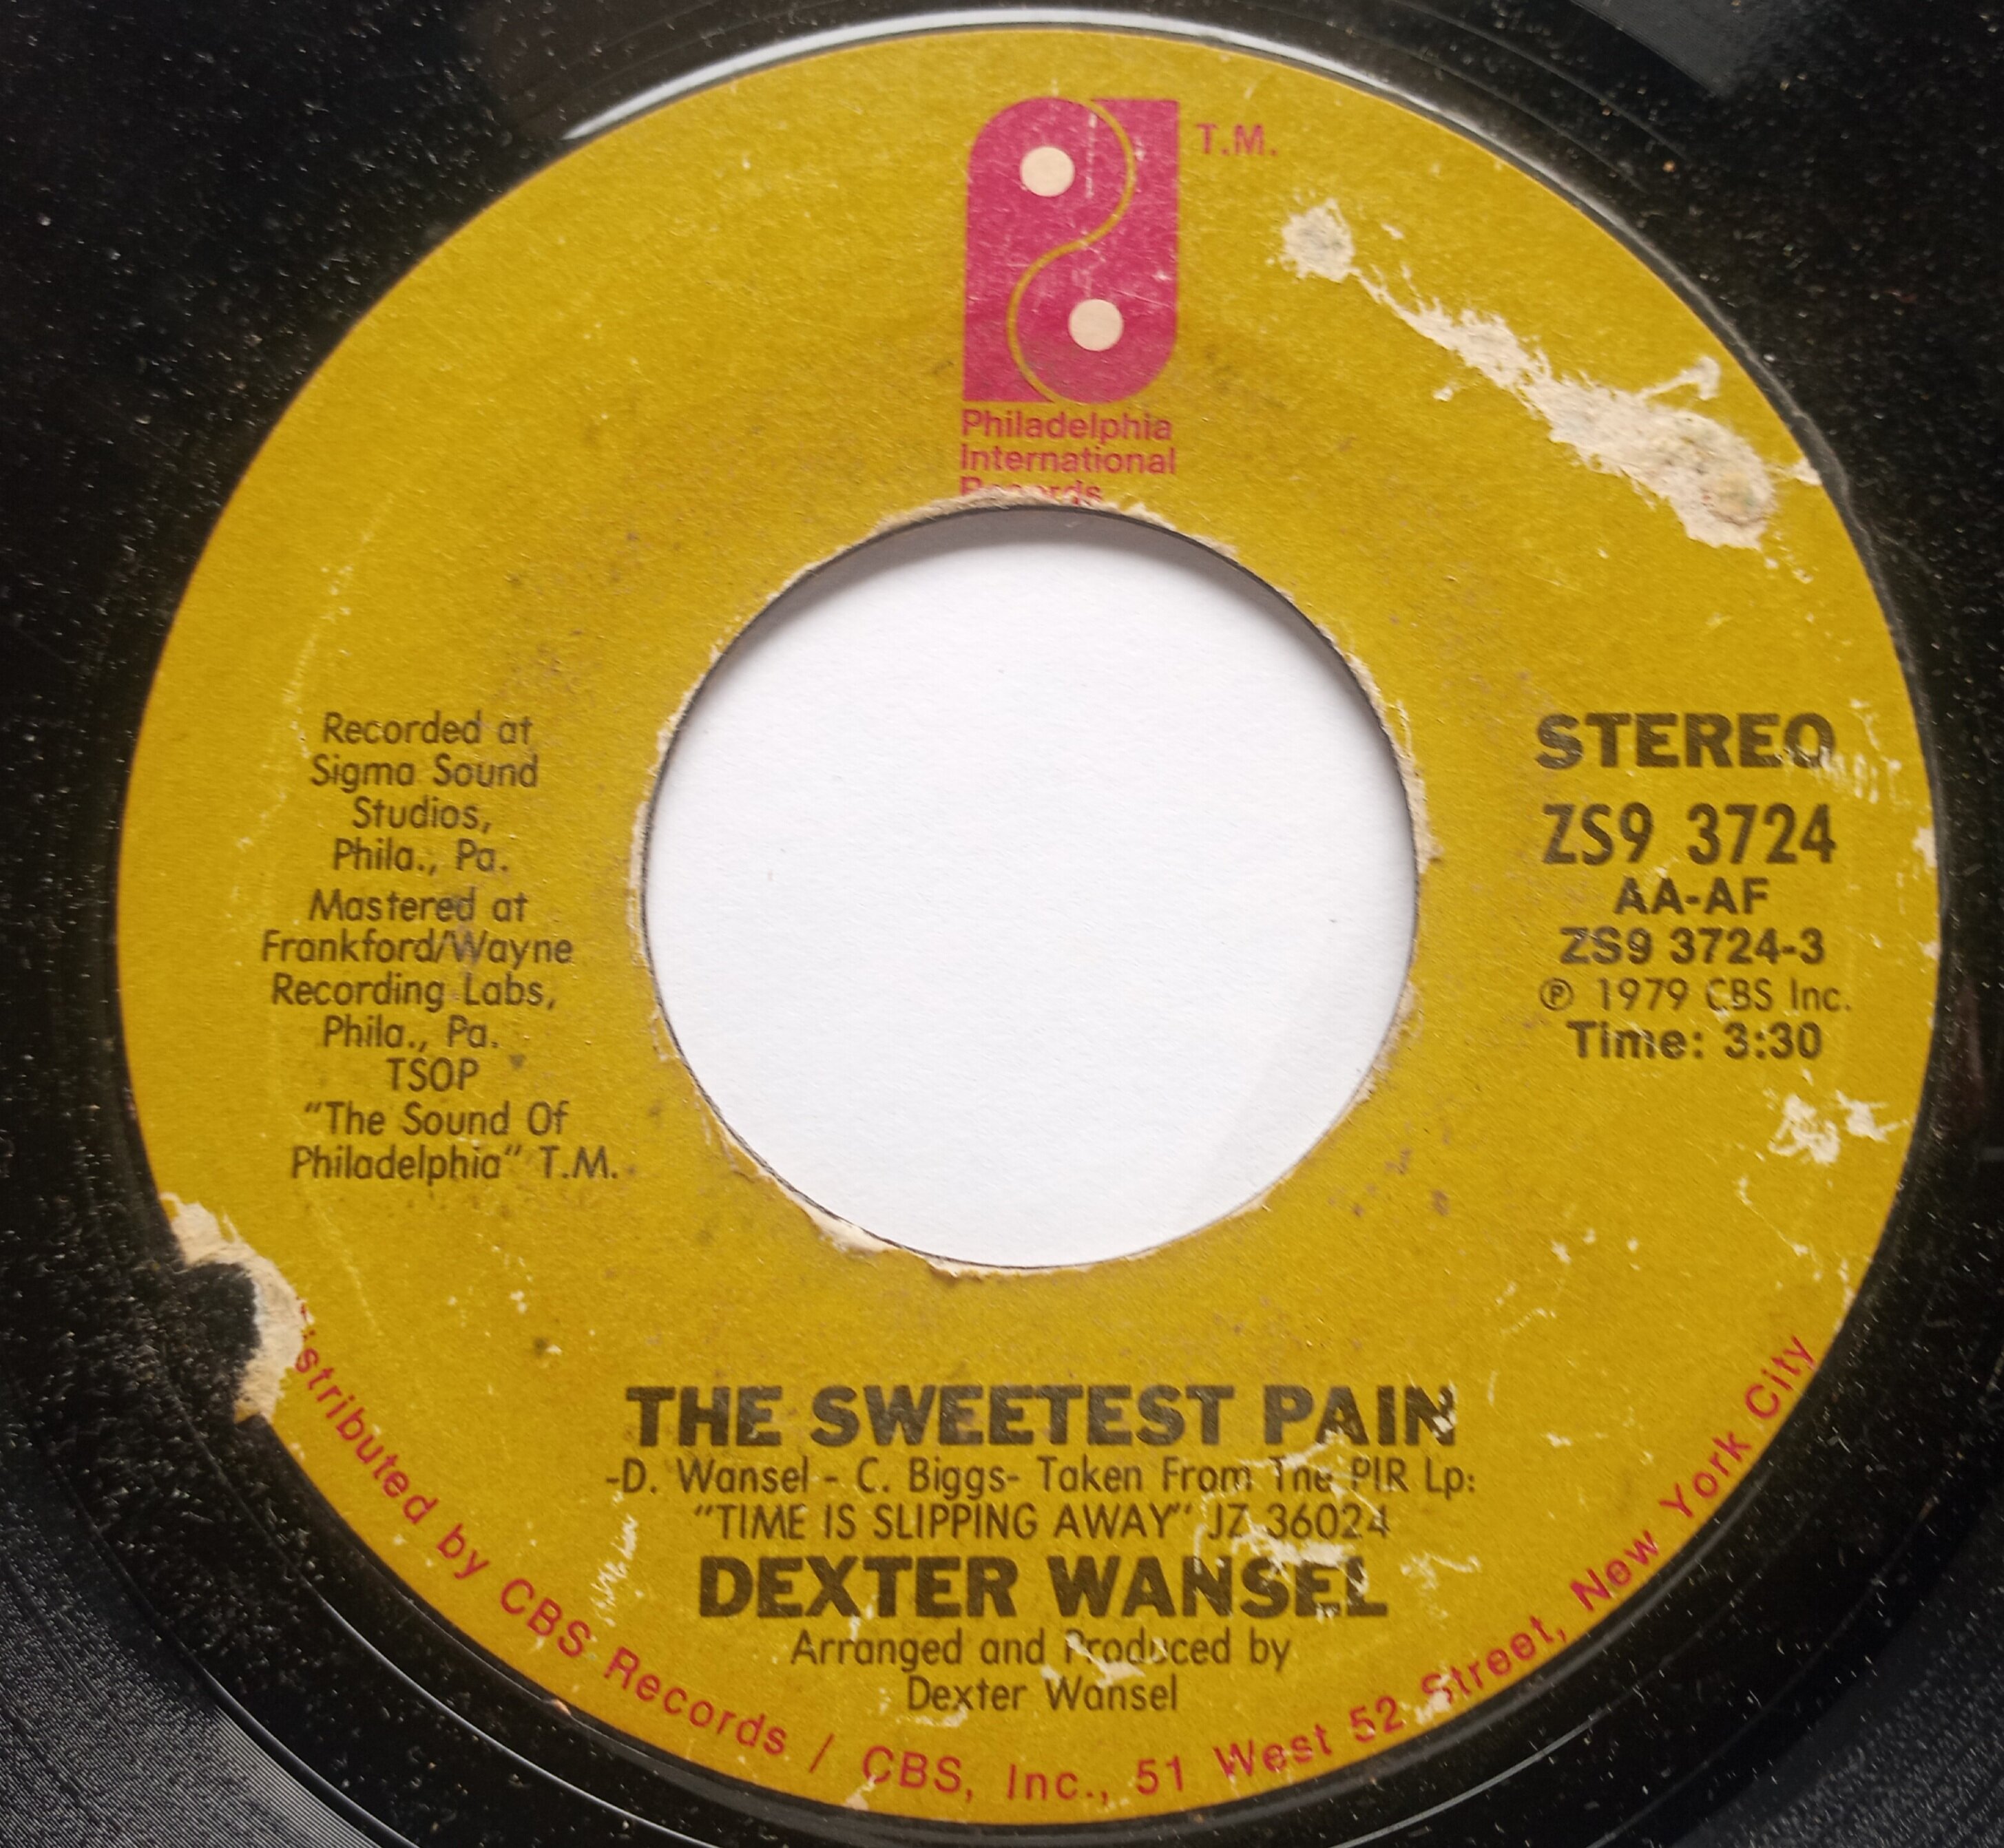 T.M.
Philadelphia
International
Records
Recorded at
Sigma Sound
Studios,
Phila., Pa.
Mastered at
Frankford/Wayne
Recording Labs,
Phila., Pa.
TSOP
"The Sound Of
Philadelphia" T.M.
STEREO
ZS9 3724
AA-AF
ZS9 3724-3
℗ 1979 CBS Inc.
Time: 3:30
THE SWEETEST PAIN
-D. Wansel - C. Biggs- Taken From The PIR Lp:
"TIME IS SLIPPING AWAY" JZ 36024
DEXTER WANSEL
Arranged and Produced by
Dexter Wansel
istributed by CBS Records / CBS, Inc., 51 West 52 Street, New York City